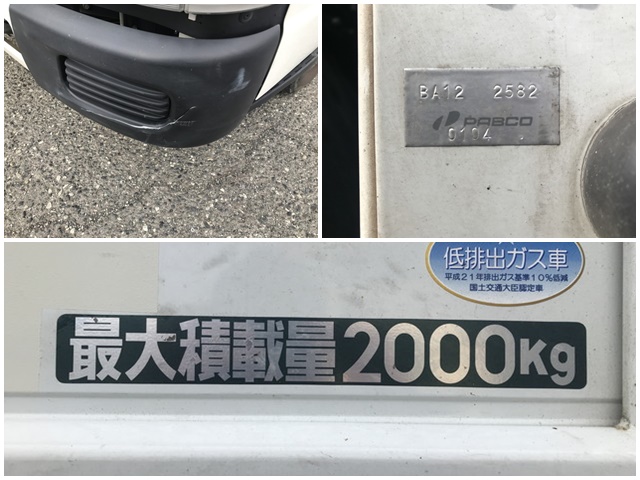 BA12 2582
PABCO
0104
低排出ガス車
平成21年排出ガス基準10%低減
国土交通大臣認定車
最大積載量2000Kg